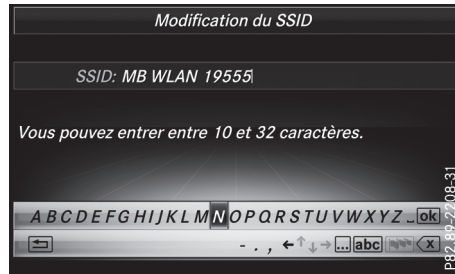 Modification du SSID
SSID: MB WLAN 19555
Vous pouvez entrer entre 10 et 32 caractères.
A B C D E F G H I J K L M N O P Q R S T U V W X Y Z _ ok
- . , ←↑↓→ ... abc X
P82.89-2208-31